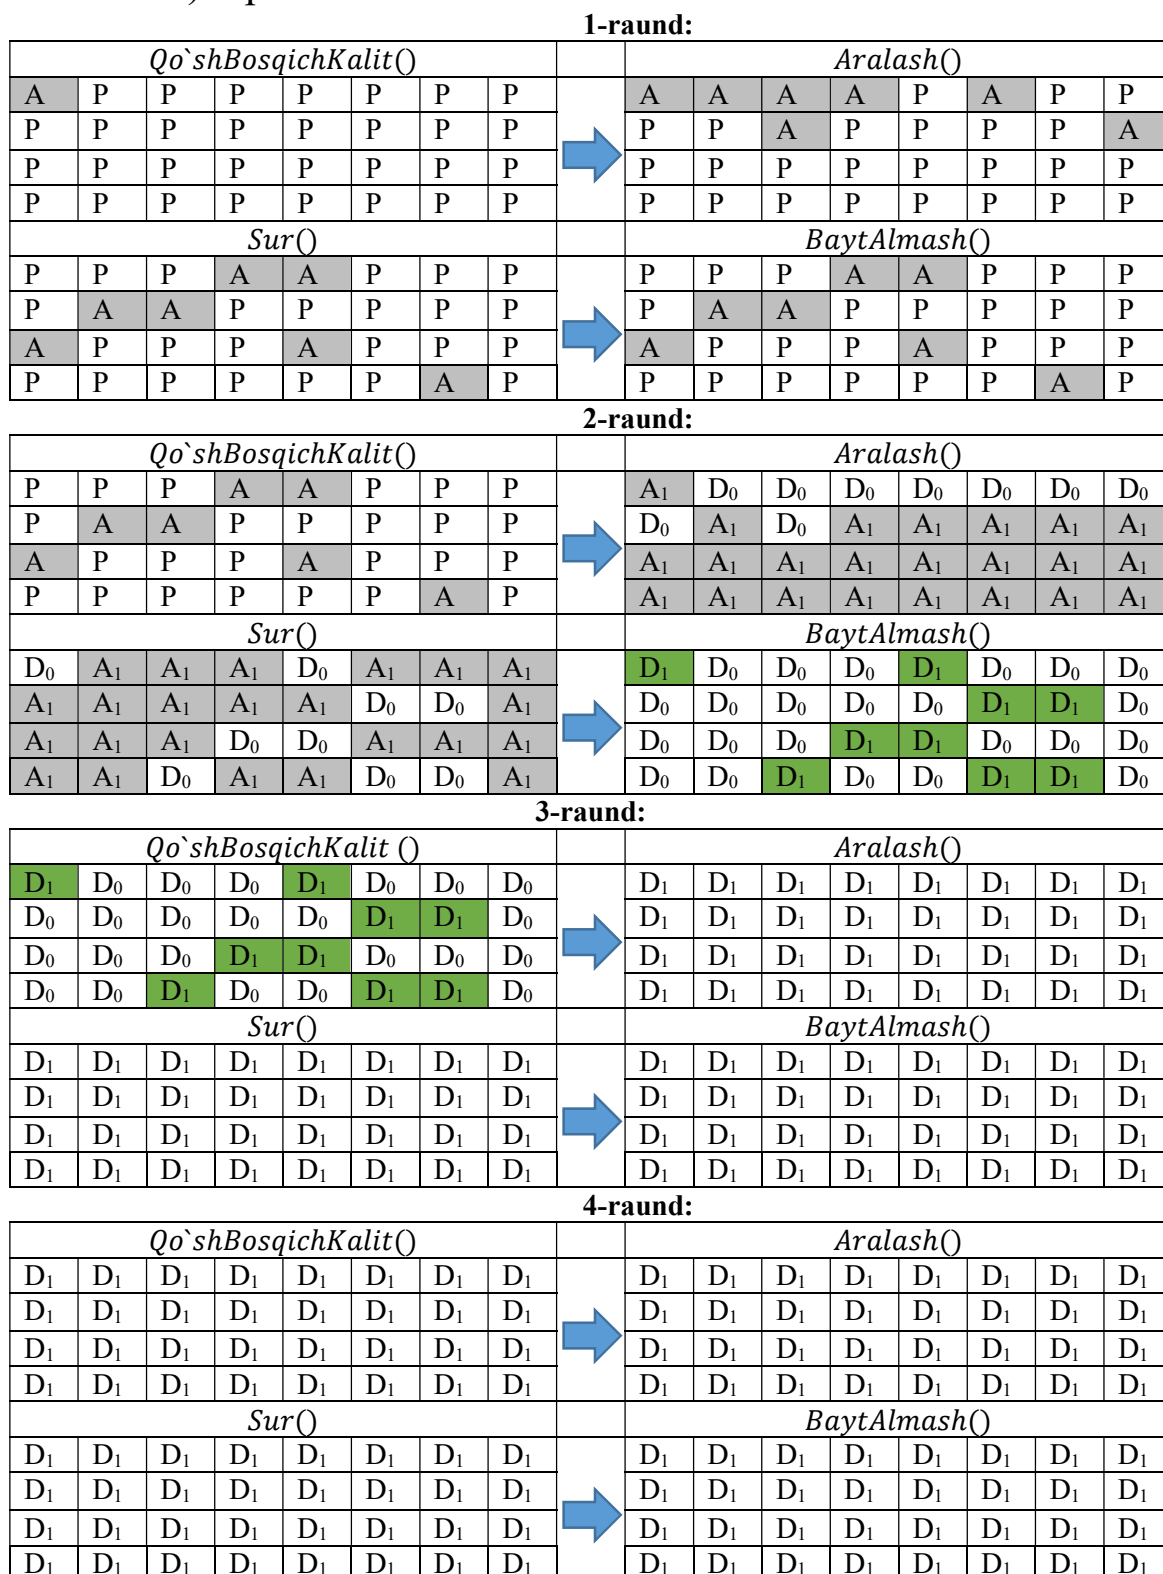 1-raund:
Qo`shBosqichKalit() Aralash()
A P P P P P P P A A A A P A P P
P P P P P P P P P P A P P P P A
P P P P P P P P P P P P P P P P
P P P P P P P P P P P P P P P P
Sur() BaytAlmash()
P P P A A P P P P P P A A P P P
P A A P P P P P P A A P P P P P
A P P P A P P P A P P P A P P P
P P P P P P A P P P P P P P A P
2-raund:
Qo`shBosqichKalit() Aralash()
P P P A A P P P A₁ D₀ D₀ D₀ D₀ D₀ D₀ D₀
P A A P P P P P D₀ A₁ D₀ A₁ A₁ A₁ A₁ A₁
A P P P A P P P A₁ A₁ A₁ A₁ A₁ A₁ A₁ A₁
P P P P P P A P A₁ A₁ A₁ A₁ A₁ A₁ A₁ A₁
Sur() BaytAlmash()
D₀ A₁ A₁ A₁ D₀ A₁ A₁ A₁ D₁ D₀ D₀ D₀ D₁ D₀ D₀ D₀
A₁ A₁ A₁ A₁ A₁ D₀ D₀ A₁ D₀ D₀ D₀ D₀ D₀ D₁ D₁ D₀
A₁ A₁ A₁ D₀ D₀ A₁ A₁ A₁ D₀ D₀ D₀ D₁ D₁ D₀ D₀ D₀
A₁ A₁ D₀ A₁ A₁ D₀ D₀ A₁ D₀ D₀ D₁ D₀ D₀ D₁ D₁ D₀
3-raund:
Qo`shBosqichKalit () Aralash()
D₁ D₀ D₀ D₀ D₁ D₀ D₀ D₀ D₁ D₁ D₁ D₁ D₁ D₁ D₁ D₁
D₀ D₀ D₀ D₀ D₀ D₁ D₁ D₀ D₁ D₁ D₁ D₁ D₁ D₁ D₁ D₁
D₀ D₀ D₀ D₁ D₁ D₀ D₀ D₀ D₁ D₁ D₁ D₁ D₁ D₁ D₁ D₁
D₀ D₀ D₁ D₀ D₀ D₁ D₁ D₀ D₁ D₁ D₁ D₁ D₁ D₁ D₁ D₁
Sur() BaytAlmash()
D₁ D₁ D₁ D₁ D₁ D₁ D₁ D₁ D₁ D₁ D₁ D₁ D₁ D₁ D₁ D₁
D₁ D₁ D₁ D₁ D₁ D₁ D₁ D₁ D₁ D₁ D₁ D₁ D₁ D₁ D₁ D₁
D₁ D₁ D₁ D₁ D₁ D₁ D₁ D₁ D₁ D₁ D₁ D₁ D₁ D₁ D₁ D₁
D₁ D₁ D₁ D₁ D₁ D₁ D₁ D₁ D₁ D₁ D₁ D₁ D₁ D₁ D₁ D₁
4-raund:
Qo`shBosqichKalit() Aralash()
D₁ D₁ D₁ D₁ D₁ D₁ D₁ D₁ D₁ D₁ D₁ D₁ D₁ D₁ D₁ D₁
D₁ D₁ D₁ D₁ D₁ D₁ D₁ D₁ D₁ D₁ D₁ D₁ D₁ D₁ D₁ D₁
D₁ D₁ D₁ D₁ D₁ D₁ D₁ D₁ D₁ D₁ D₁ D₁ D₁ D₁ D₁ D₁
D₁ D₁ D₁ D₁ D₁ D₁ D₁ D₁ D₁ D₁ D₁ D₁ D₁ D₁ D₁ D₁
Sur() BaytAlmash()
D₁ D₁ D₁ D₁ D₁ D₁ D₁ D₁ D₁ D₁ D₁ D₁ D₁ D₁ D₁ D₁
D₁ D₁ D₁ D₁ D₁ D₁ D₁ D₁ D₁ D₁ D₁ D₁ D₁ D₁ D₁ D₁
D₁ D₁ D₁ D₁ D₁ D₁ D₁ D₁ D₁ D₁ D₁ D₁ D₁ D₁ D₁ D₁
D₁ D₁ D₁ D₁ D₁ D₁ D₁ D₁ D₁ D₁ D₁ D₁ D₁ D₁ D₁ D₁